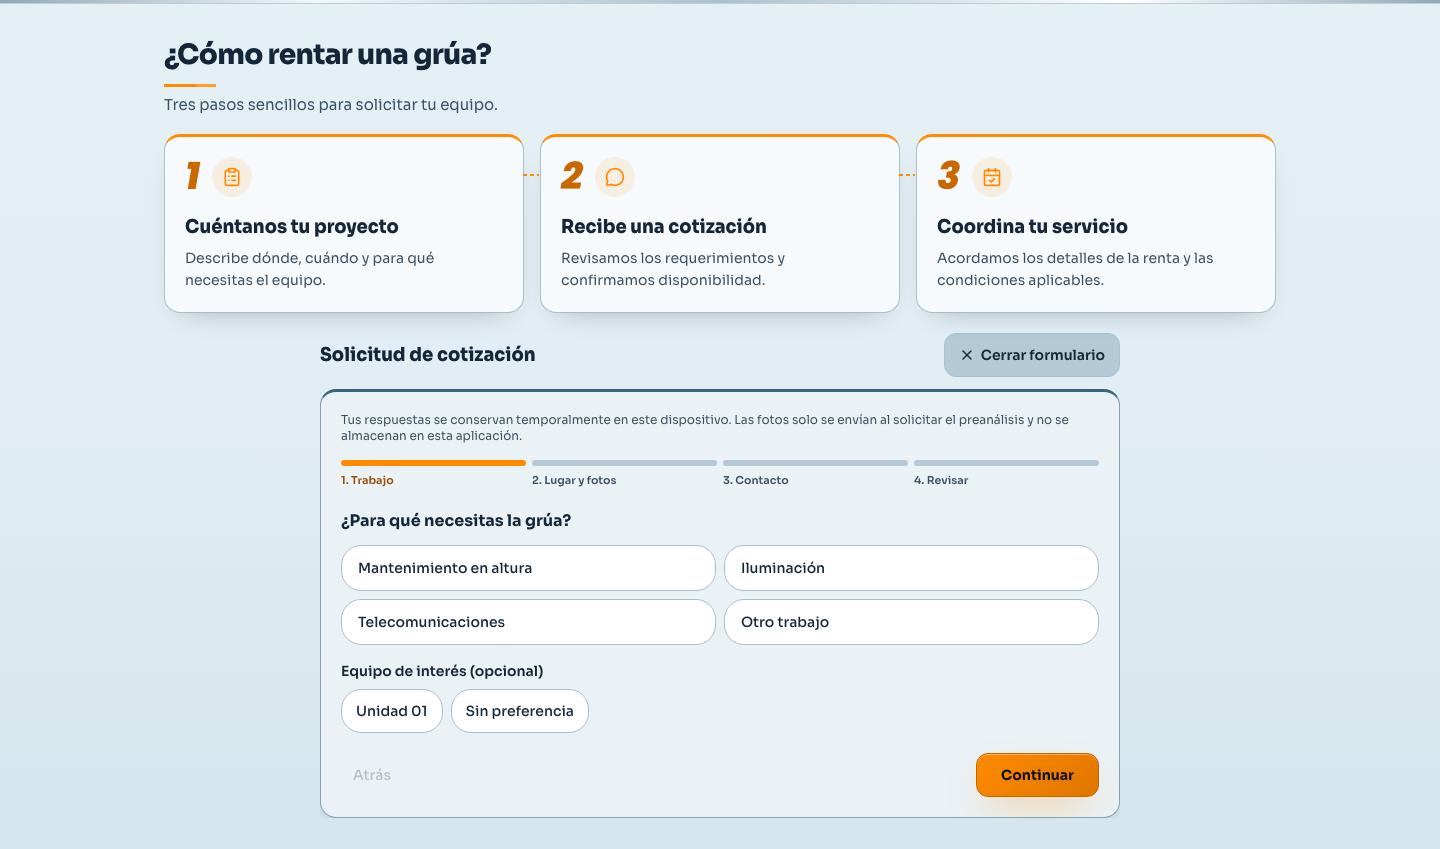 ¿Cómo rentar una grúa?
Tres pasos sencillos para solicitar tu equipo.
1
Cuéntanos tu proyecto
Describe dónde, cuándo y para qué
necesitas el equipo.
2
Recibe una cotización
Revisamos los requerimientos y
confirmamos disponibilidad.
3
Coordina tu servicio
Acordamos los detalles de la renta y las
condiciones aplicables.
Solicitud de cotización
Cerrar formulario
Tus respuestas se conservan temporalmente en este dispositivo. Las fotos solo se envían al solicitar el preanálisis y no se
almacenan en esta aplicación.
1. Trabajo
2. Lugar y fotos
3. Contacto
4. Revisar
¿Para qué necesitas la grúa?
Mantenimiento en altura
Iluminación
Telecomunicaciones
Otro trabajo
Equipo de interés (opcional)
Unidad 01
Sin preferencia
Atrás
Continuar